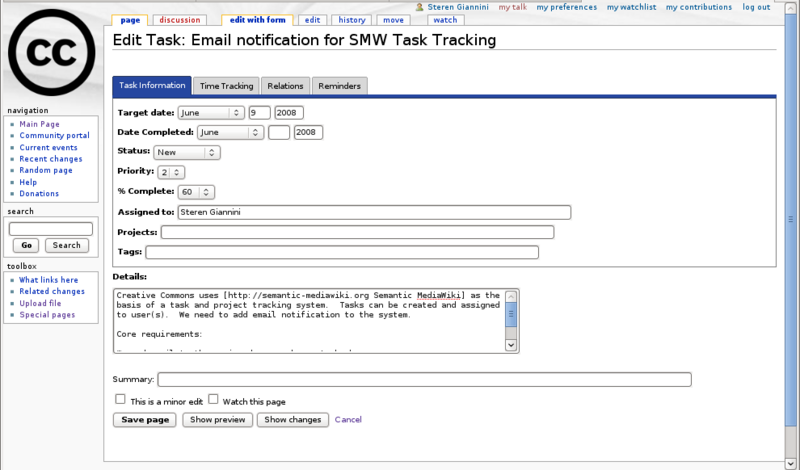 CC
Steren Giannini my talk my preferences my watchlist my contributions log out
page discussion edit with form edit history move watch
Edit Task: Email notification for SMW Task Tracking
Task Information Time Tracking Relations Reminders
Target date: June 9 2008
Date Completed: June 2008
Status: New
Priority: 2
% Complete: 60
Assigned to: Steren Giannini
Projects:
Tags:
navigation
Main Page
Community portal
Current events
Recent changes
Random page
Help
Donations
search
Go Search
toolbox
What links here
Related changes
Upload file
Special pages
Details:
Creative Commons uses [http://semantic-mediawiki.org Semantic MediaWiki] as the
basis of a task and project tracking system. Tasks can be created and assigned
to user(s). We need to add email notification to the system.
Core requirements:
Summary:
This is a minor edit Watch this page
Save page Show preview Show changes Cancel